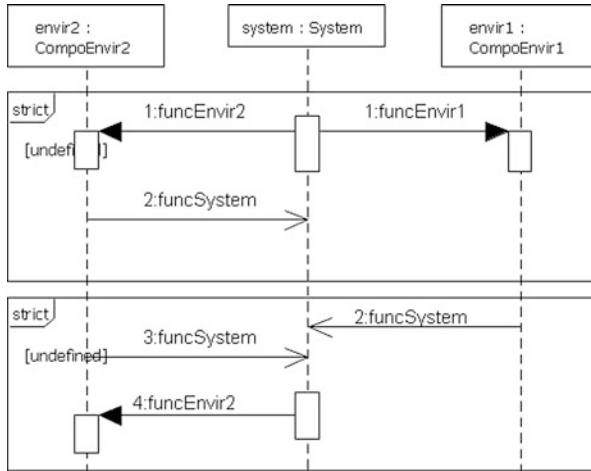 envir2 :
CompoEnvir2
system : System
envir1 :
CompoEnvir1
strict
1:funcEnvir2
1:funcEnvir1
[undefined]
2:funcSystem
strict
2:funcSystem
3:funcSystem
[undefined]
4:funcEnvir2